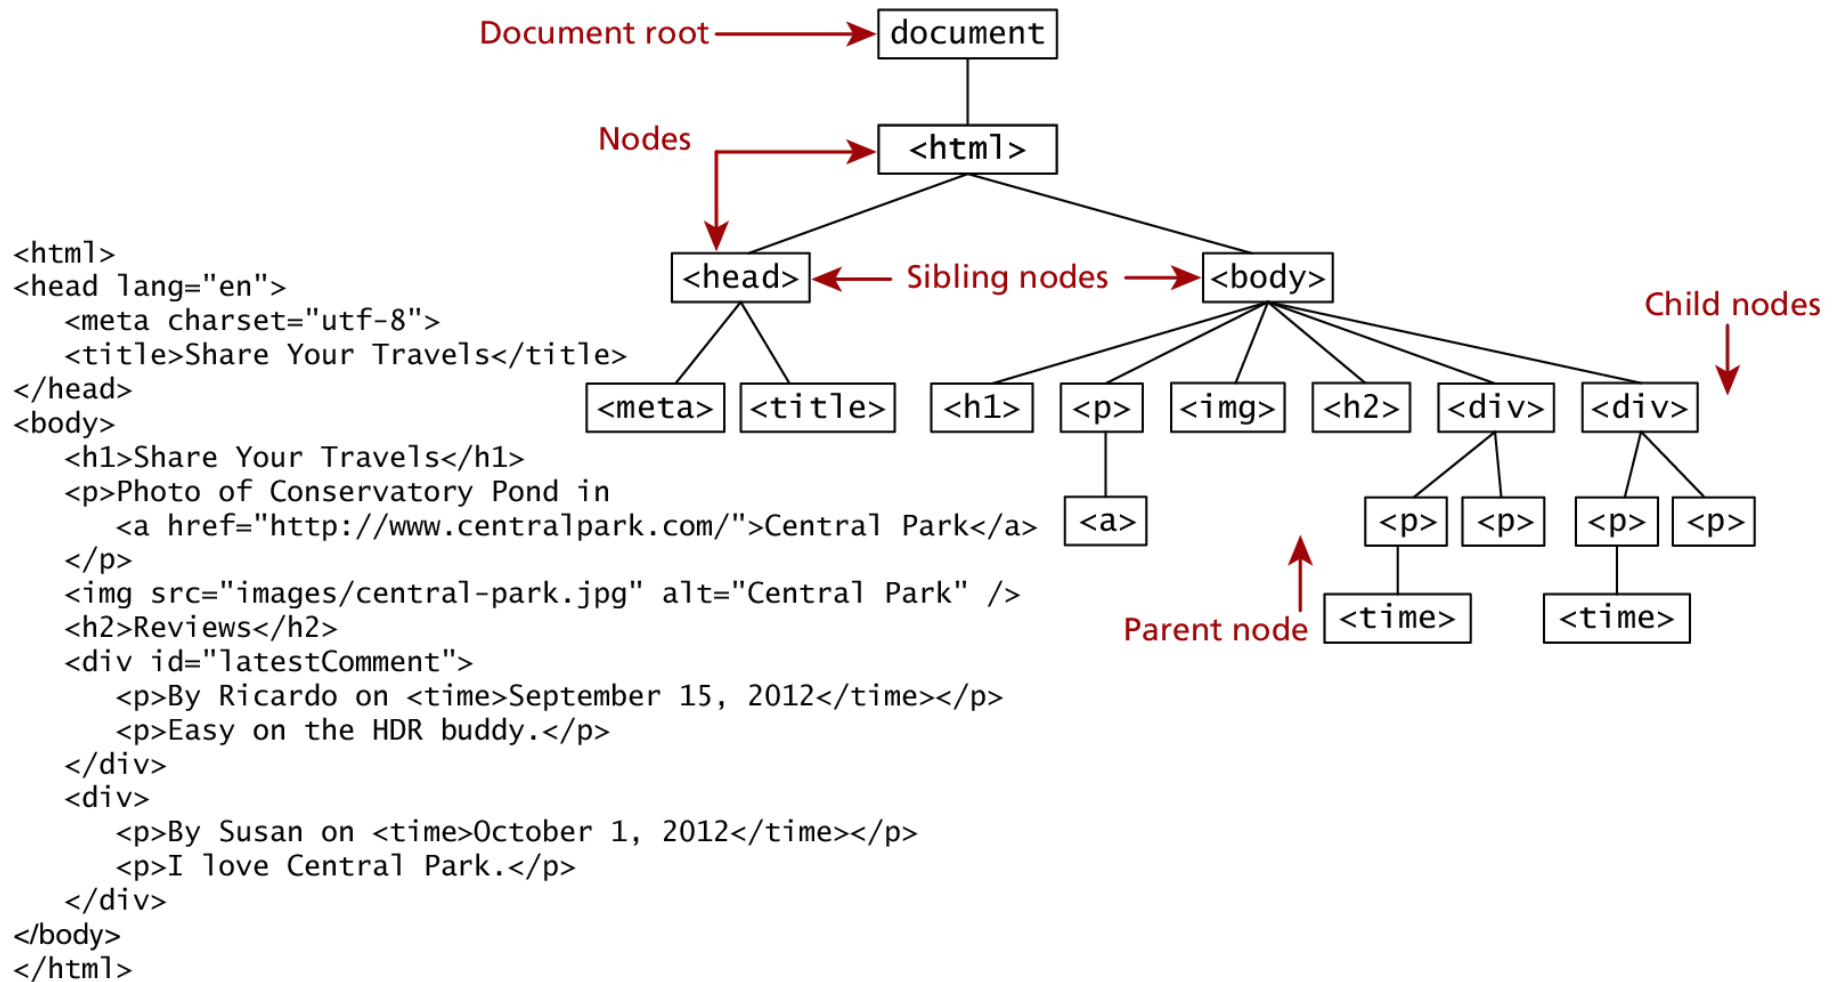 Document root
document
Nodes
<html>
<head>
Sibling nodes
<body>
Child nodes
<meta>
<title>
<h1>
<p>
<img>
<h2>
<div>
<div>
<a>
<p>
<p>
<p>
<p>
Parent node
<time>
<time>
<html>
<head lang="en">
   <meta charset="utf-8">
   <title>Share Your Travels</title>
</head>
<body>
   <h1>Share Your Travels</h1>
   <p>Photo of Conservatory Pond in
      <a href="http://www.centralpark.com/">Central Park</a>
   </p>
   <img src="images/central-park.jpg" alt="Central Park" />
   <h2>Reviews</h2>
   <div id="latestComment">
      <p>By Ricardo on <time>September 15, 2012</time></p>
      <p>Easy on the HDR buddy.</p>
   </div>
   <div>
      <p>By Susan on <time>October 1, 2012</time></p>
      <p>I love Central Park.</p>
   </div>
</body>
</html>